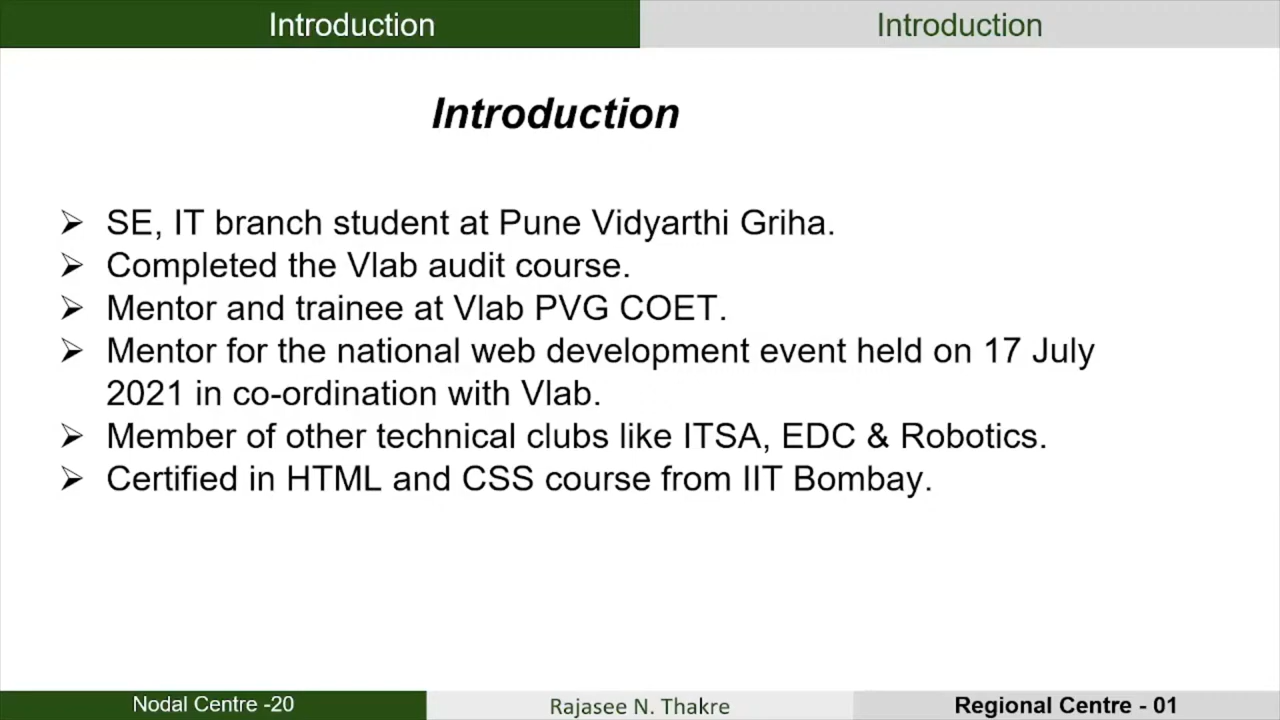 Introduction
Introduction
Introduction
➢ SE, IT branch student at Pune Vidyarthi Griha.
➢ Completed the Vlab audit course.
➢ Mentor and trainee at Vlab PVG COET.
➢ Mentor for the national web development event held on 17 July
2021 in co-ordination with Vlab.
➢ Member of other technical clubs like ITSA, EDC & Robotics.
➢ Certified in HTML and CSS course from IIT Bombay.
Nodal Centre -20
Rajasee N. Thakre
Regional Centre - 01